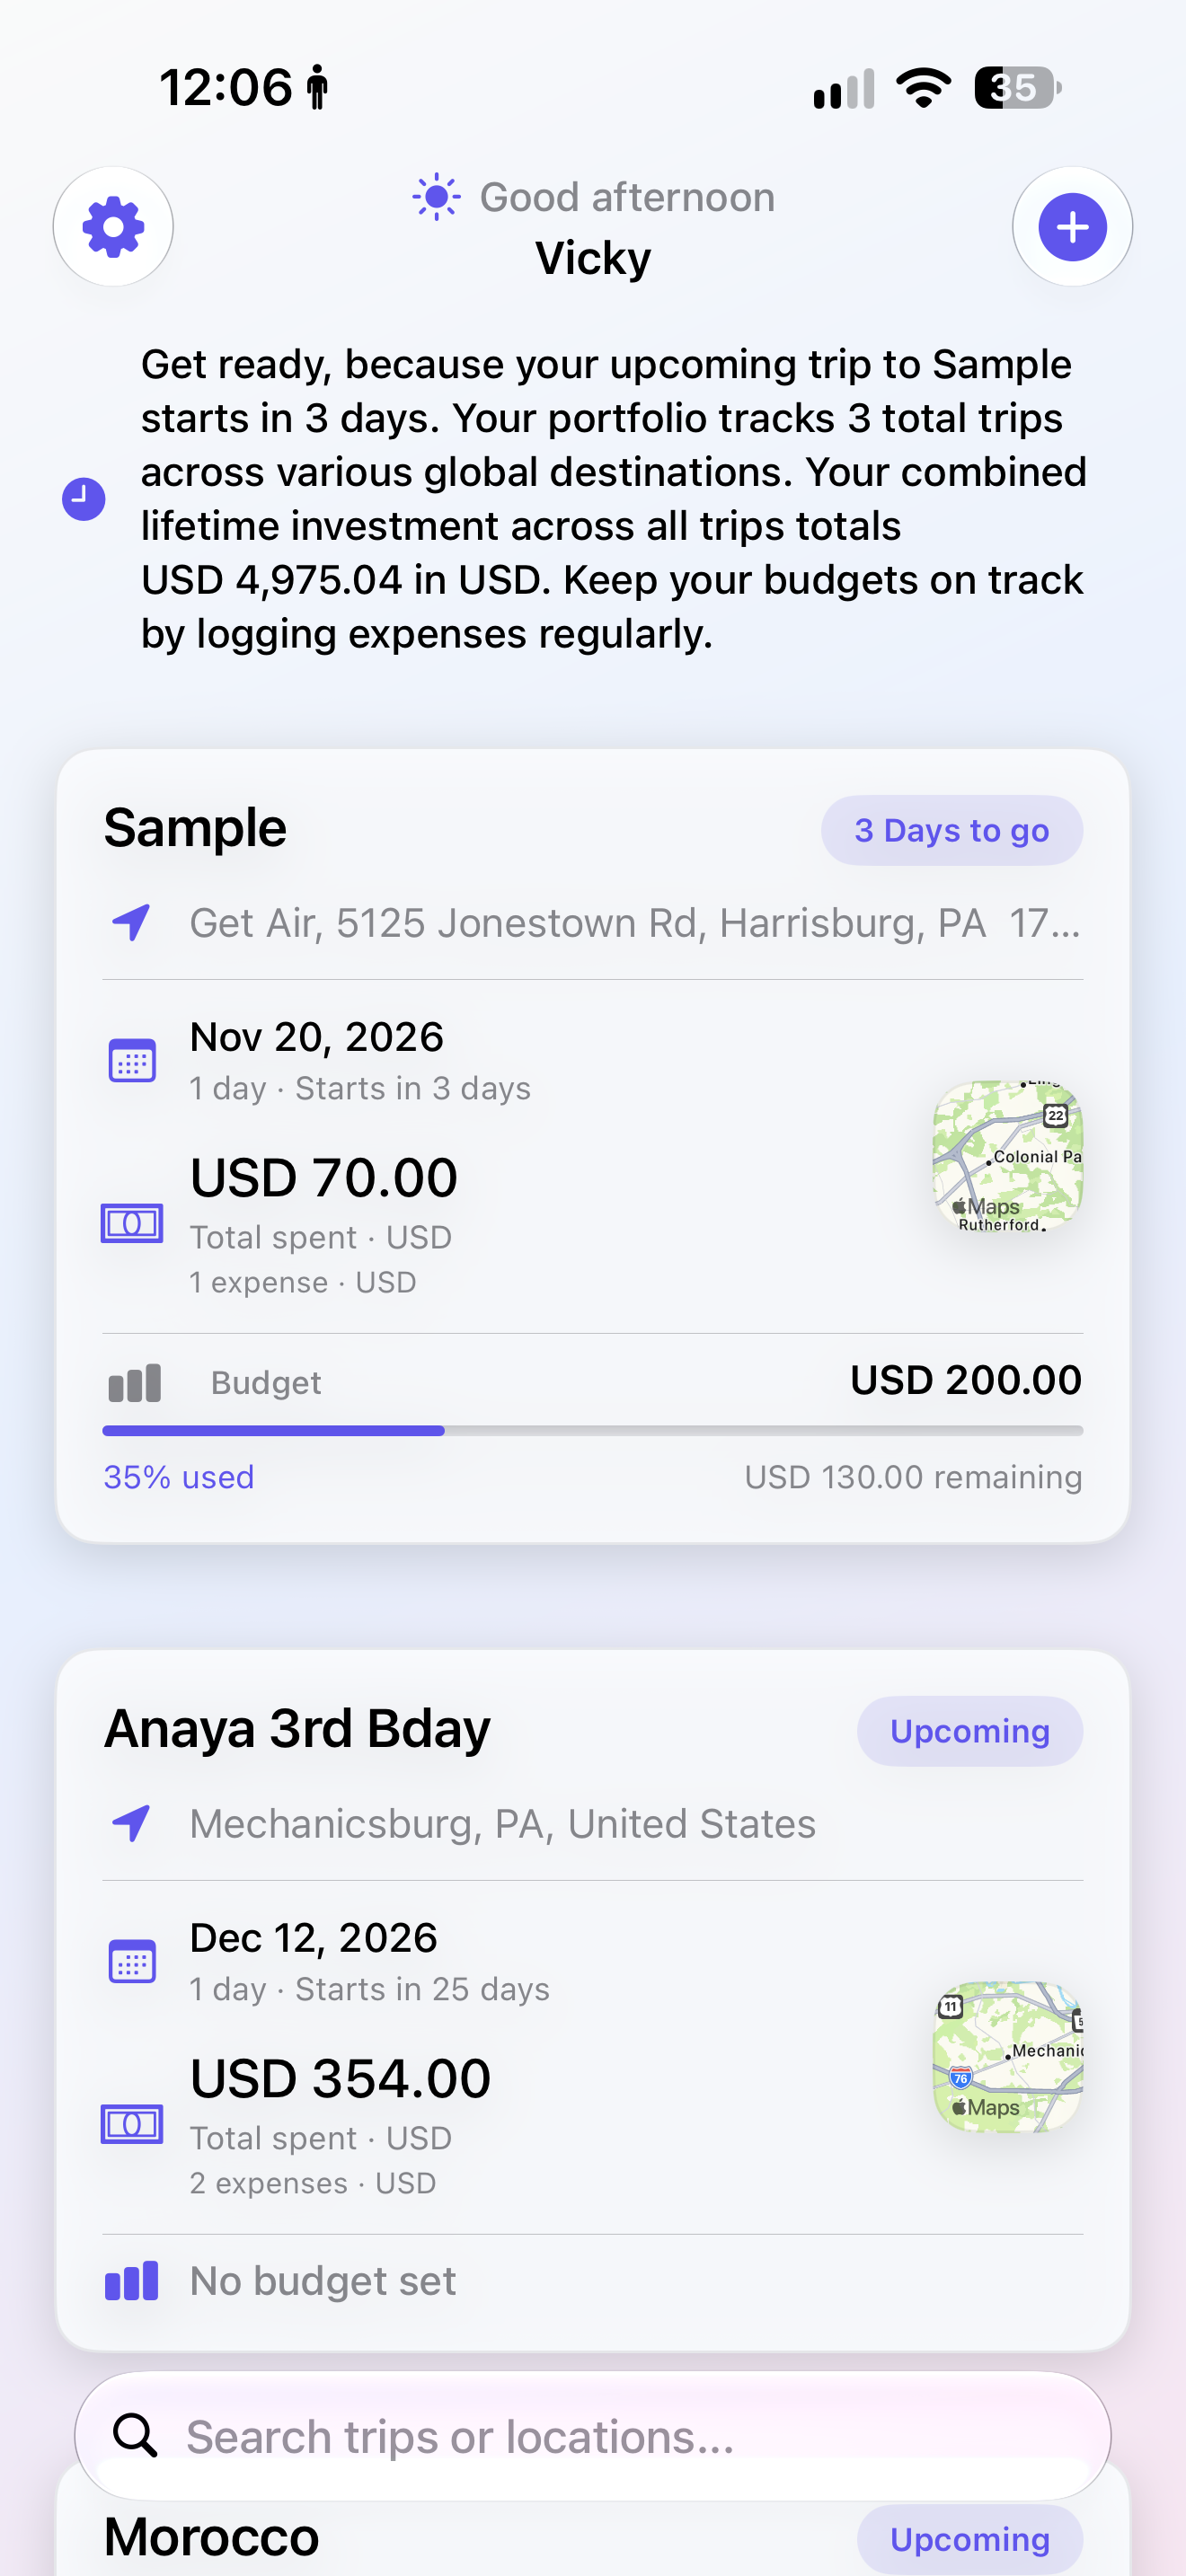 12:06
35
Good afternoon
Vicky
Get ready, because your upcoming trip to Sample
starts in 3 days. Your portfolio tracks 3 total trips
across various global destinations. Your combined
lifetime investment across all trips totals
USD 4,975.04 in USD. Keep your budgets on track
by logging expenses regularly.
Sample
3 Days to go
Get Air, 5125 Jonestown Rd, Harrisburg, PA 17...
Nov 20, 2026
1 day · Starts in 3 days
USD 70.00
Total spent · USD
1 expense · USD
22
Colonial Pa
Maps
Rutherford
Budget
USD 200.00
35% used
USD 130.00 remaining
Anaya 3rd Bday
Upcoming
Mechanicsburg, PA, United States
Dec 12, 2026
1 day · Starts in 25 days
USD 354.00
Total spent · USD
2 expenses · USD
11
5
Mechanic
76
Maps
No budget set
Search trips or locations...
Morocco
Upcoming